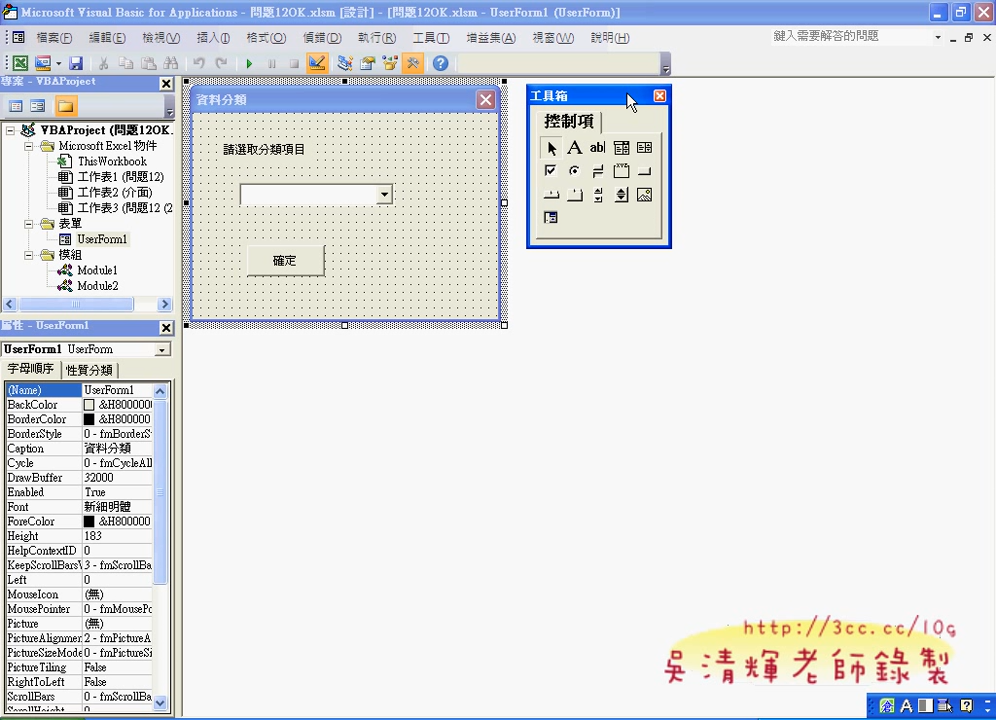 Microsoft Visual Basic for Applications - 問題12OK.xlsm [設計] - [問題12OK.xlsm - UserForm1 (UserForm)]
檔案(F) 編輯(E) 檢視(V) 插入(I) 格式(O) 偵錯(D) 執行(R) 工具(T) 增益集(A) 視窗(W) 說明(H) 鍵入需要解答的問題
專案 - VBAProject
VBAProject (問題12OK.
Microsoft Excel 物件
ThisWorkbook
工作表1 (問題12)
工作表2 (介面)
工作表3 (問題12 (2
表單
UserForm1
模組
Module1
Module2
屬性 - UserForm1
UserForm1 UserForm
字母順序 性質分類
(Name) UserForm1
BackColor &H800000
BorderColor &H800000
BorderStyle 0 - fmBorderS
Caption 資料分類
Cycle 0 - fmCycleAll
DrawBuffer 32000
Enabled True
Font 新細明體
ForeColor &H800000
Height 183
HelpContextID 0
KeepScrollBarsV 3 - fmScrollBa
Left 0
MouseIcon (無)
MousePointer 0 - fmMousePo
Picture (無)
PictureAlignmen 2 - fmPictureA
PictureSizeMode 0 - fmPictureSi
PictureTiling False
RightToLeft False
ScrollBars 0 - fmScrollBa
ScrollHeight 0
資料分類
請選取分類項目
確定
工具箱
控制項
A abl
XYZ
http://3cc.cc/10g
吳清輝老師錄製
A